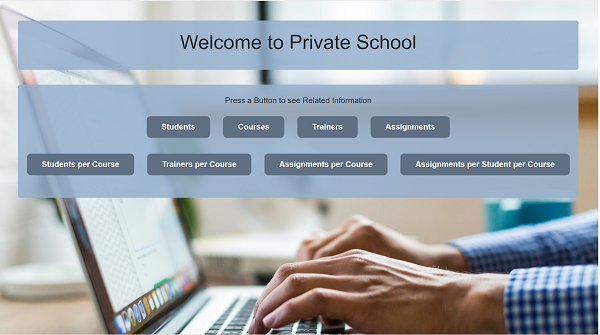 Welcome to Private School
Press a Button to see Related Information
Students Courses Trainers Assignments
Students per Course Trainers per Course Assignments per Course Assignments per Student per Course